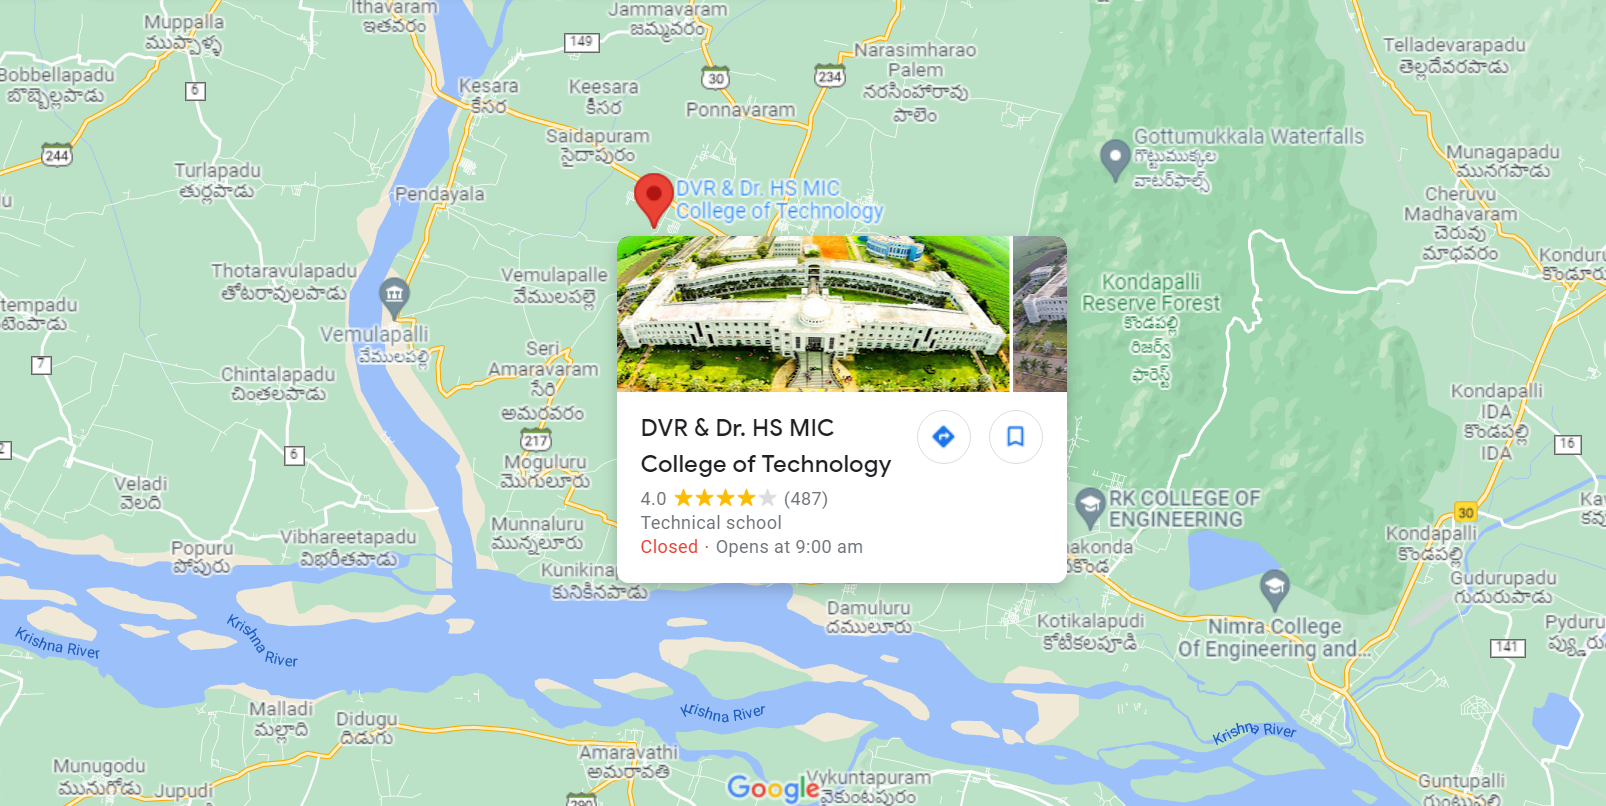 Muppalla
ముప్పాళ్ళ
Ithavaram
ఇతవరం
Jammavaram
జమ్మవరం
149
Narasimharao
Palem
నరసింహారావు
పాలెం
Telladevarapadu
తెల్లదేవరపాడు
Bobbellapadu
బొబ్బెల్లపాడు
6
Kesara
కేసర
Keesara
కీసర
30
234
Ponnavaram
Saidapuram
సైదాపురం
Gottumukkala Waterfalls
గొట్టుముక్కల
వాటర్‌ఫాల్స్
Munagapadu
మునగపాడు
244
Turlapadu
తుర్లపాడు
Pendayala
DVR & Dr. HS MIC
College of Technology
Cheruvu
Madhavaram
చెరువు
మాధవరం
Thotaravulapadu
తోటరావులపాడు
Vemulapalle
వేములపల్లె
Kondapalli
Reserve Forest
కొండపల్లి
రిజర్వ్
ఫారెస్ట్
Konduru
కొండూరు
tempadu
టెంపాడు
Vemulapalli
వేములపల్లి
7
Seri
Amaravaram
సేరి
అమరవరం
Chintalapadu
చింతలపాడు
Kondapalli
IDA
కొండపల్లి
IDA
DVR & Dr. HS MIC
College of Technology
4.0 (487)
Technical school
Closed · Opens at 9:00 am
217
16
2
6
Moguluru
మొగులూరు
Veladi
వెలది
RK COLLEGE OF
ENGINEERING
30
Munnaluru
మున్నలూరు
Vibhareetapadu
విభరీతపాడు
Popuru
పోపురు
Kondapalli
కొండపల్లి
akonda
కొండ
Kunikinap
కునికినపాడు
Gudurupadu
గుదురుపాడు
Damuluru
దములూరు
Kotikalapudi
కోటికలపూడి
Nimra College
Of Engineering and...
Pyduru
141
Krishna River
Krishna River
Krishna River
Krishna River
Malladi
మల్లాది
Didugu
దిడుగు
Amaravathi
అమరావతి
Munugodu
మునుగోడు
Jupudi
Google
Vykuntapuram
వైకుంటపురం
Guntupalli
గుంటుపల్లి
290